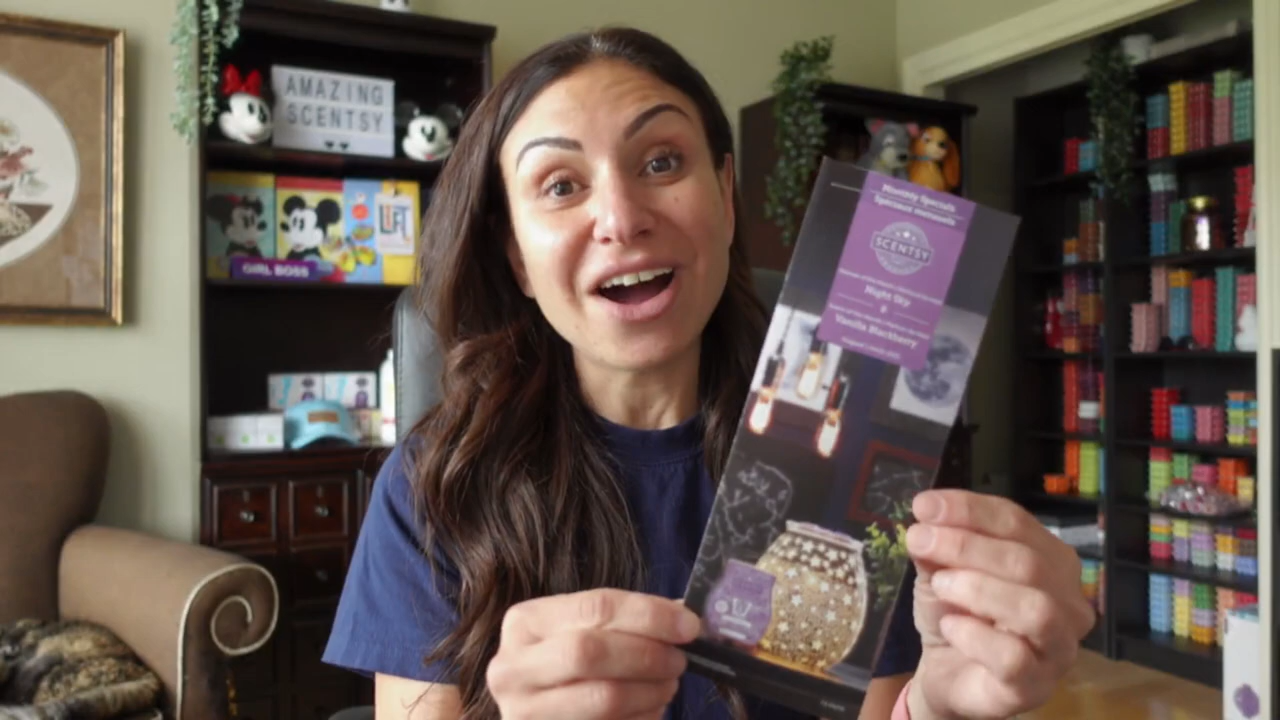 AMAZING
SCENTSY
GIRL BOSS
LIFT
Monthly Specials
Spéciaux mensuels
SCENTSY
Night Sky
&
Vanilla Blackberry